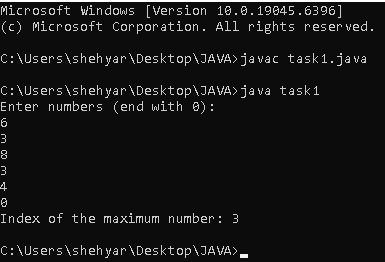 Microsoft Windows [Version 10.0.19045.6396]
(c) Microsoft Corporation. All rights reserved.
C:\Users\shehyar\Desktop\JAVA>javac task1.java
C:\Users\shehyar\Desktop\JAVA>java task1
Enter numbers (end with 0):
6
3
8
3
4
0
Index of the maximum number: 3
C:\Users\shehyar\Desktop\JAVA>